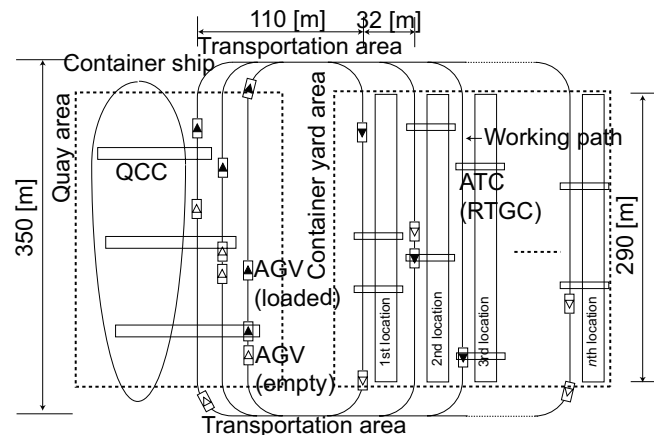 110 [m]
32 [m]
Transportation area
Container ship
Quay area
Container yard area
QCC
Working path
ATC
(RTGC)
350 [m]
290 [m]
AGV
(loaded)
AGV
(empty)
1st location
2nd location
3rd location
nth location
Transportation area